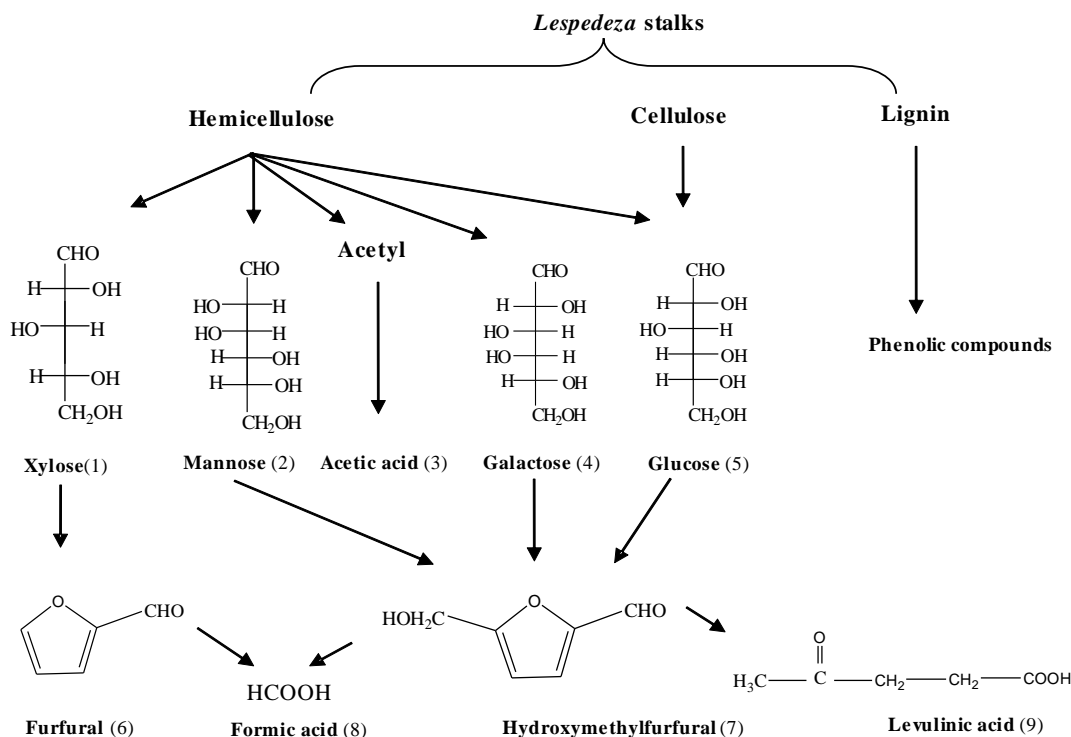 Lespedeza stalks
Hemicellulose
Cellulose
Lignin
Acetyl
Phenolic compounds
CHO
H OH
HO H
H OH
CH2OH
CHO
HO H
HO H
H OH
H OH
CH2OH
CHO
H OH
HO H
HO H
H OH
CH2OH
CHO
H OH
HO H
H OH
H OH
CH2OH
Xylose(1)
Mannose (2)
Acetic acid (3)
Galactose (4)
Glucose (5)
O
CHO
HCOOH
HOH2C
O
CHO
O
H3C C CH2 CH2 COOH
Furfural (6)
Formic acid (8)
Hydroxymethylfurfural (7)
Levulinic acid (9)